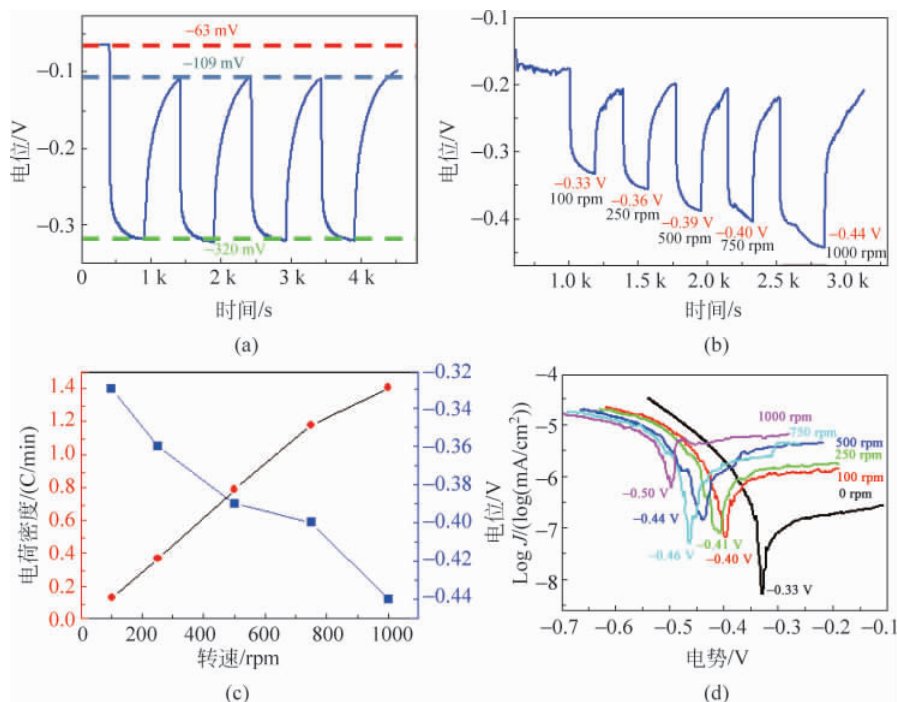 −63 mV
−109 mV
−320 mV
−0.1
−0.2
−0.3
电位/V
0
1 k
2 k
3 k
4 k
时间/s
(a)
−0.1
−0.2
−0.3
−0.4
电位/V
−0.33 V
100 rpm
−0.36 V
250 rpm
−0.39 V
500 rpm
−0.40 V
750 rpm
−0.44 V
1000 rpm
1.0 k
1.5 k
2.0 k
2.5 k
3.0 k
时间/s
(b)
1.4
1.2
1.0
0.8
0.6
0.4
0.2
0.0
电荷密度/(C/min)
−0.32
−0.34
−0.36
−0.38
−0.40
−0.42
−0.44
电位/V
0
200
400
600
800
1000
转速/rpm
(c)
−4
−5
−6
−7
−8
Log J/(log(mA/cm²))
1000 rpm
750 rpm
500 rpm
250 rpm
100 rpm
0 rpm
−0.50 V
−0.44 V
−0.46 V
−0.41 V
−0.40 V
−0.33 V
−0.7
−0.6
−0.5
−0.4
−0.3
−0.2
−0.1
电势/V
(d)